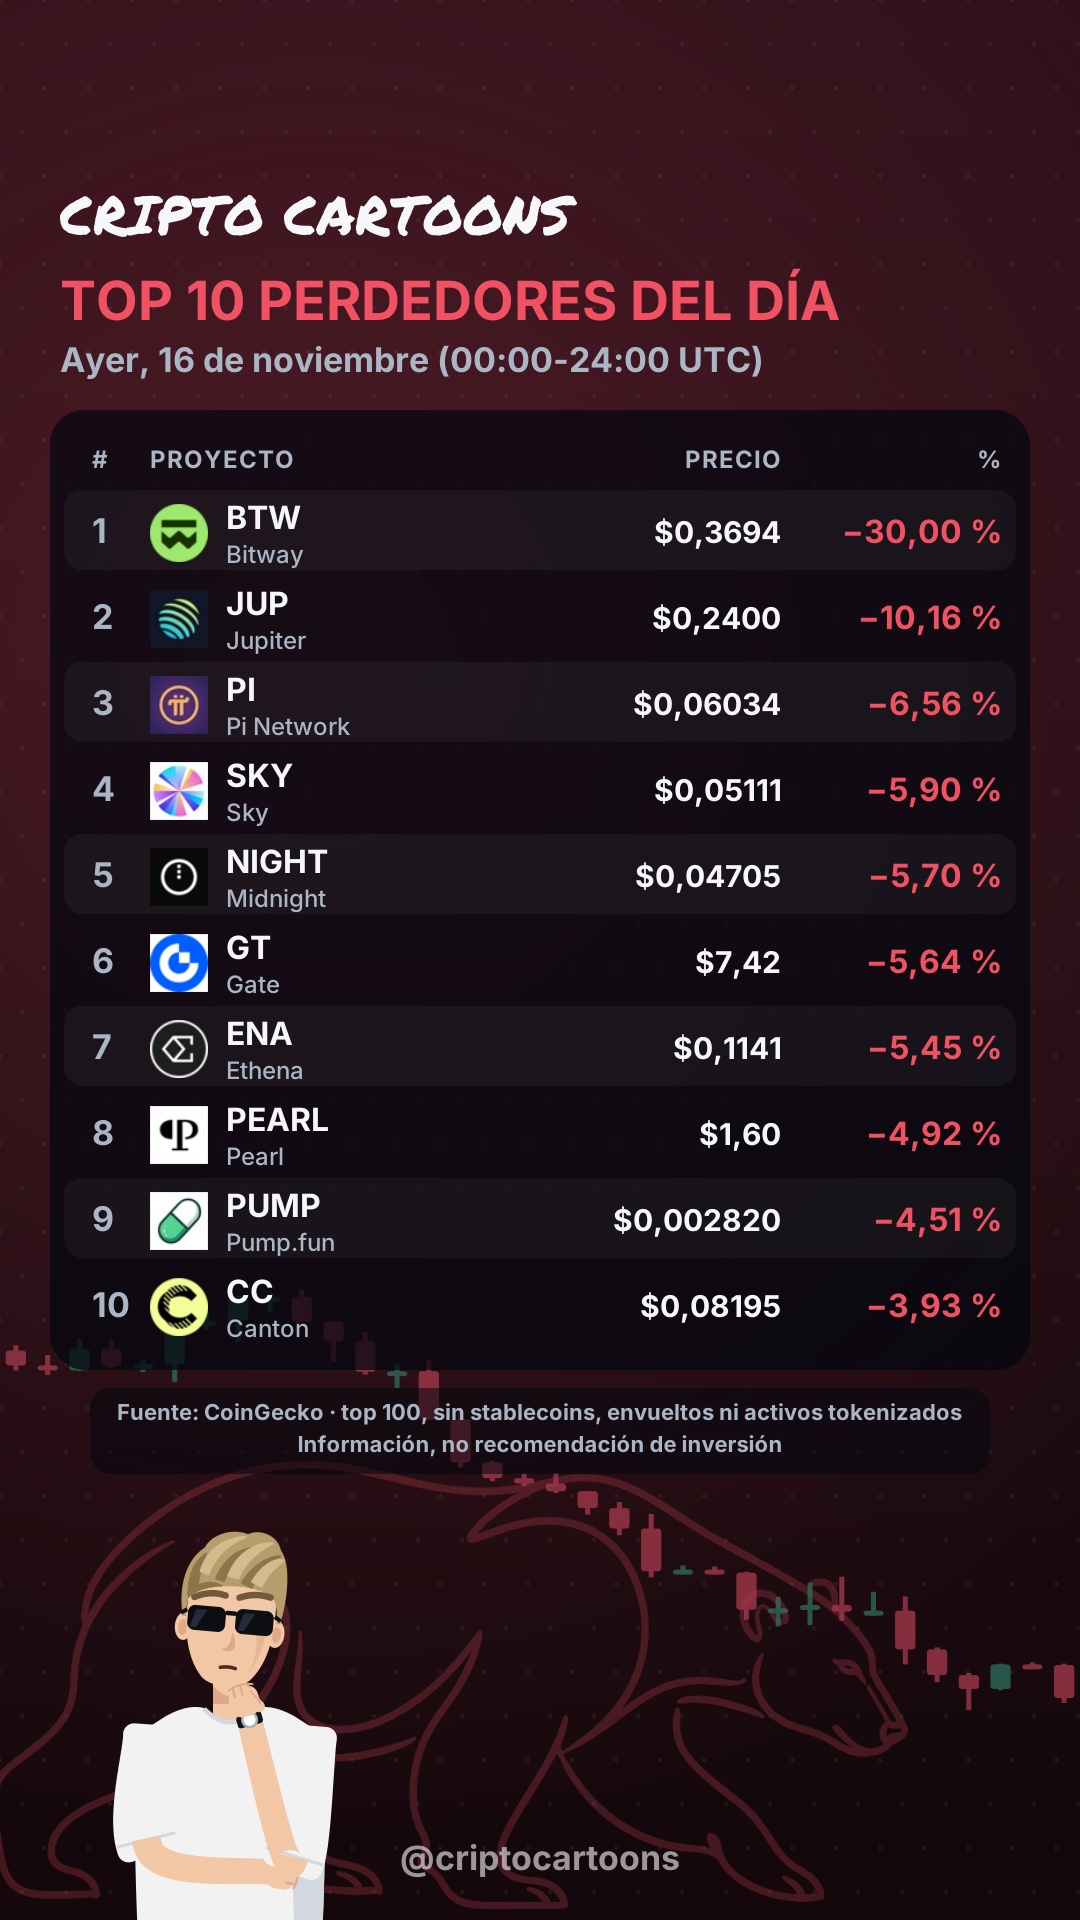 CRIPTO CARTOONS
TOP 10 PERDEDORES DEL DÍA
Ayer, 16 de noviembre (00:00-24:00 UTC)
# PROYECTO PRECIO %
1 BTW $0,3694 −30,00 %
Bitway
2 JUP $0,2400 −10,16 %
Jupiter
3 PI $0,06034 −6,56 %
Pi Network
4 SKY $0,05111 −5,90 %
Sky
5 NIGHT $0,04705 −5,70 %
Midnight
6 GT $7,42 −5,64 %
Gate
7 ENA $0,1141 −5,45 %
Ethena
8 PEARL $1,60 −4,92 %
Pearl
9 PUMP $0,002820 −4,51 %
Pump.fun
10 CC $0,08195 −3,93 %
Canton
Fuente: CoinGecko · top 100, sin stablecoins, envueltos ni activos tokenizados
Información, no recomendación de inversión
@criptocartoons